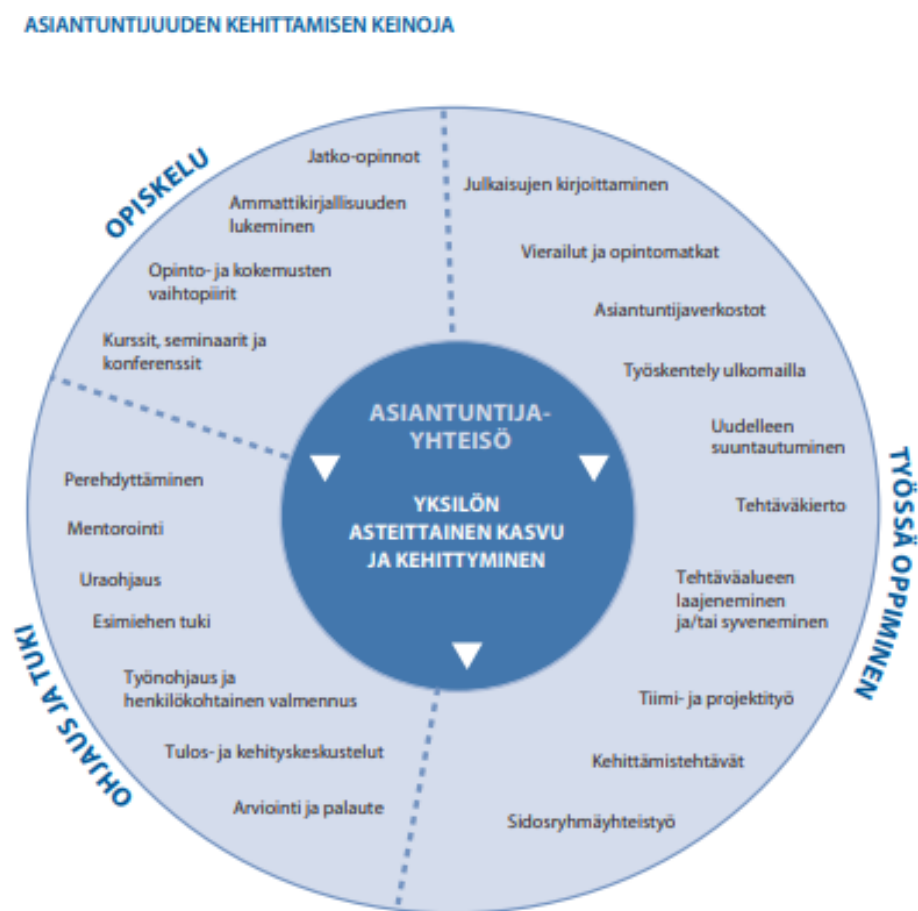 ASIANTUNTIJUUDEN KEHITTAMISEN KEINOJA
OPISKELU
Jatko-opinnot
Ammattikirjallisuuden
lukeminen
Opinto- ja kokemusten
vaihtopiirit
Kurssit, seminaarit ja
konferenssit
Julkaisujen kirjoittaminen
Vierailut ja opintomatkat
Asiantuntijaverkostot
Työskentely ulkomailla
Uudelleen
suuntautuminen
Tehtäväkierto
Tehtäväalueen
laajeneminen
ja/tai syveneminen
Tiimi- ja projektityö
Kehittämistehtävät
Sidosryhmäyhteistyö
TYÖSSÄ OPPIMINEN
ASIANTUNTIJA-
YHTEISÖ
YKSILÖN
ASTEITTAINEN KASVU
JA KEHITTYMINEN
Perehdyttäminen
Mentorointi
Uraohjaus
Esimiehen tuki
Työnohjaus ja
henkilökohtainen valmennus
Tulos- ja kehityskeskustelut
Arviointi ja palaute
OHJAUS JA TUKI